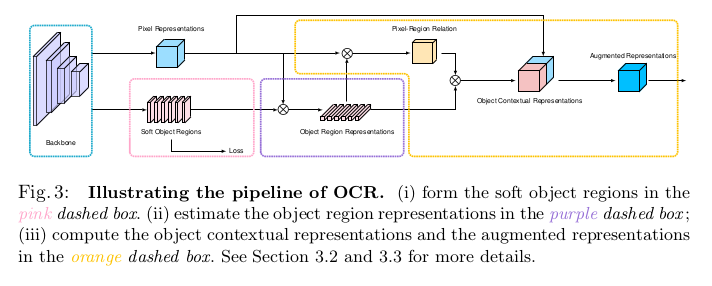 Pixel Representations
Pixel-Region Relation
Augmented Representations
Object Contextual Representations
Backbone
Soft Object Regions
Object Region Representations
Loss
Fig. 3: Illustrating the pipeline of OCR. (i) form the soft object regions in the
pink dashed box. (ii) estimate the object region representations in the purple dashed box;
(iii) compute the object contextual representations and the augmented representations
in the orange dashed box. See Section 3.2 and 3.3 for more details.